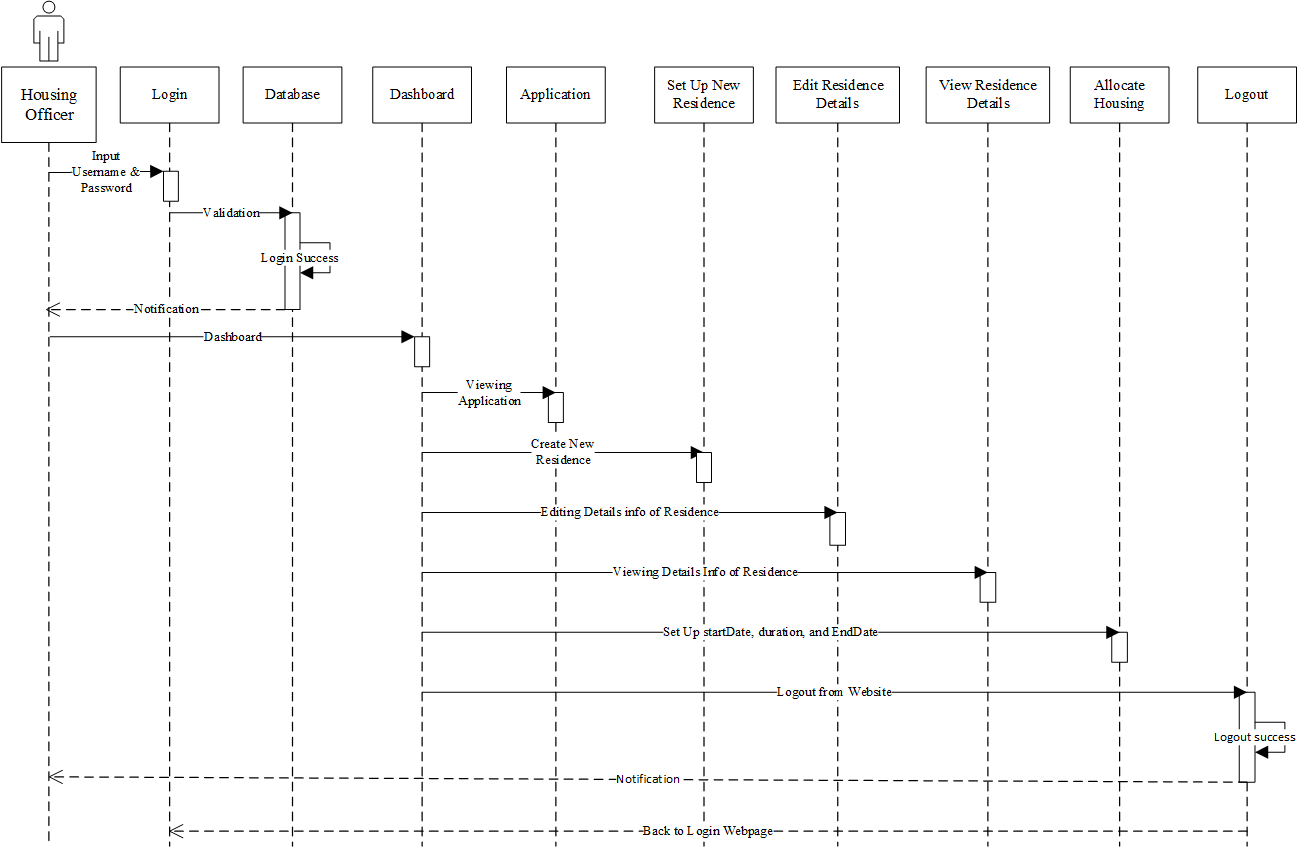 Housing
Officer
Login
Database
Dashboard
Application
Set Up New
Residence
Edit Residence
Details
View Residence
Details
Allocate
Housing
Logout
Input
Username &
Password
Validation
Login Success
Notification
Dashboard
Viewing
Application
Create New
Residence
Editing Details info of Residence
Viewing Details Info of Residence
Set Up startDate, duration, and EndDate
Logout from Website
Logout success
Notification
Back to Login Webpage